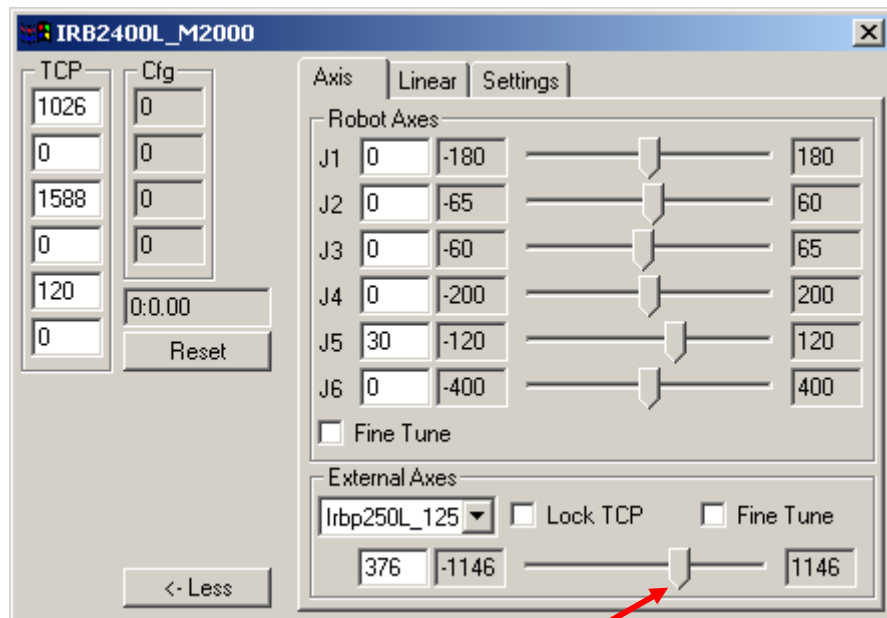 IRB2400L_M2000
TCP Cfg Axis Linear Settings
1026 0
0 0
1588 0
0 0
120 0:0.00
0 Reset
Robot Axes
J1 0 -180 180
J2 0 -65 60
J3 0 -60 65
J4 0 -200 200
J5 30 -120 120
J6 0 -400 400
Fine Tune
External Axes
Irbp250L_125 Lock TCP Fine Tune
376 -1146 1146
<- Less